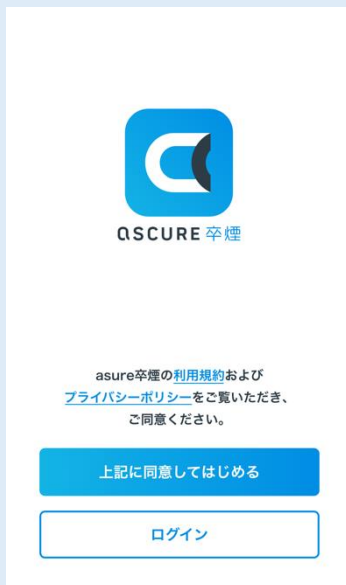 ascure 卒煙
asure卒煙の利用規約および
プライバシーポリシーをご覧いただき、
ご同意ください。
上記に同意してはじめる
ログイン